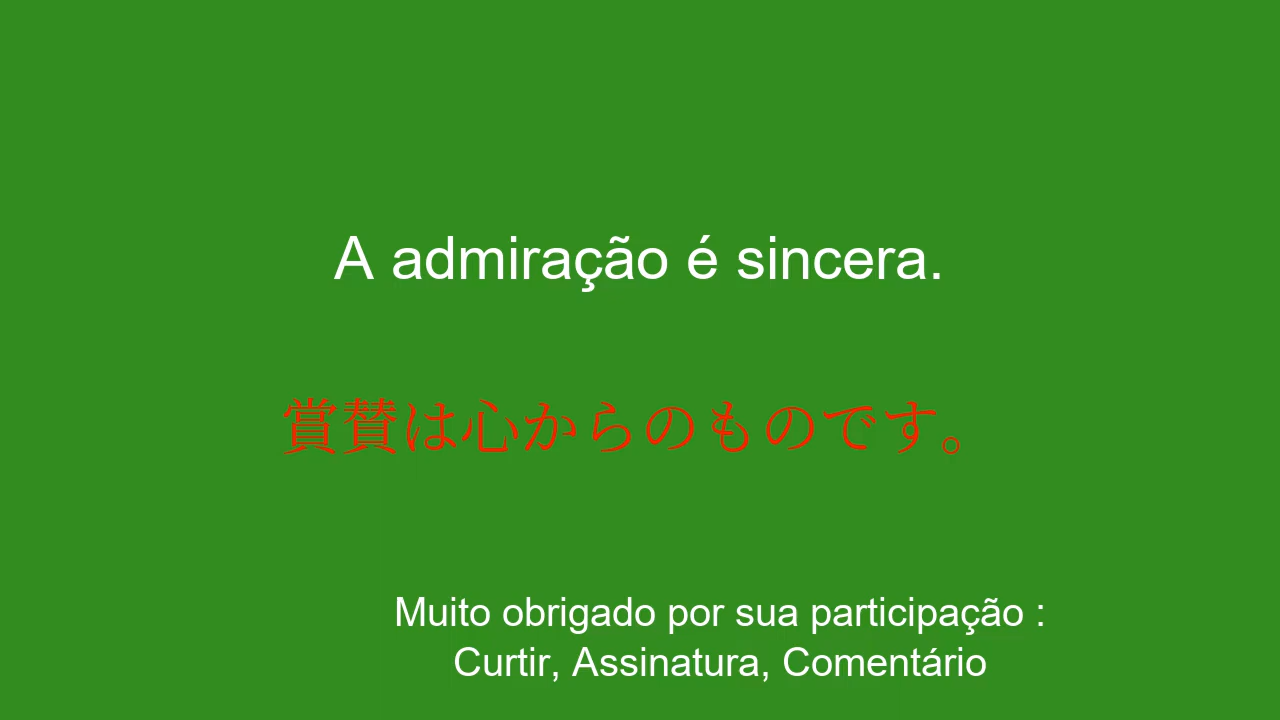 A admiração é sincera.
賞賛は心からのものです。
Muito obrigado por sua participação :
Curtir, Assinatura, Comentário